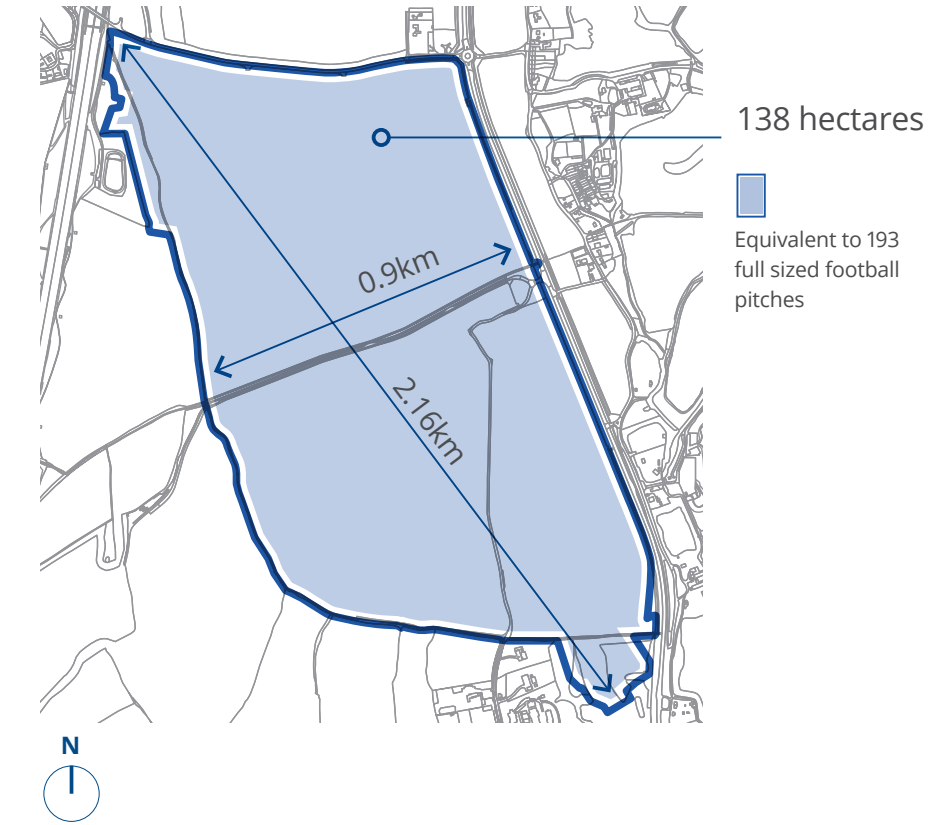 138 hectares
Equivalent to 193
full sized football
pitches
0.9km
2.16km
N